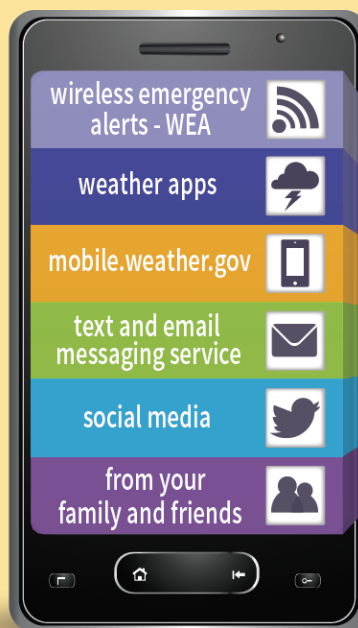 wireless emergency
alerts - WEA
weather apps
mobile.weather.gov
text and email
messaging service
social media
from your
family and friends